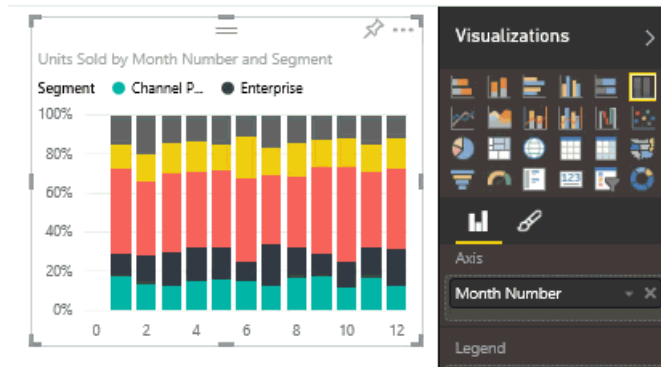 Visualizations
Units Sold by Month Number and Segment
Segment Channel P... Enterprise
100%
80%
60%
40%
20%
0%
0 2 4 6 8 10 12
123
Axis
Month Number
Legend